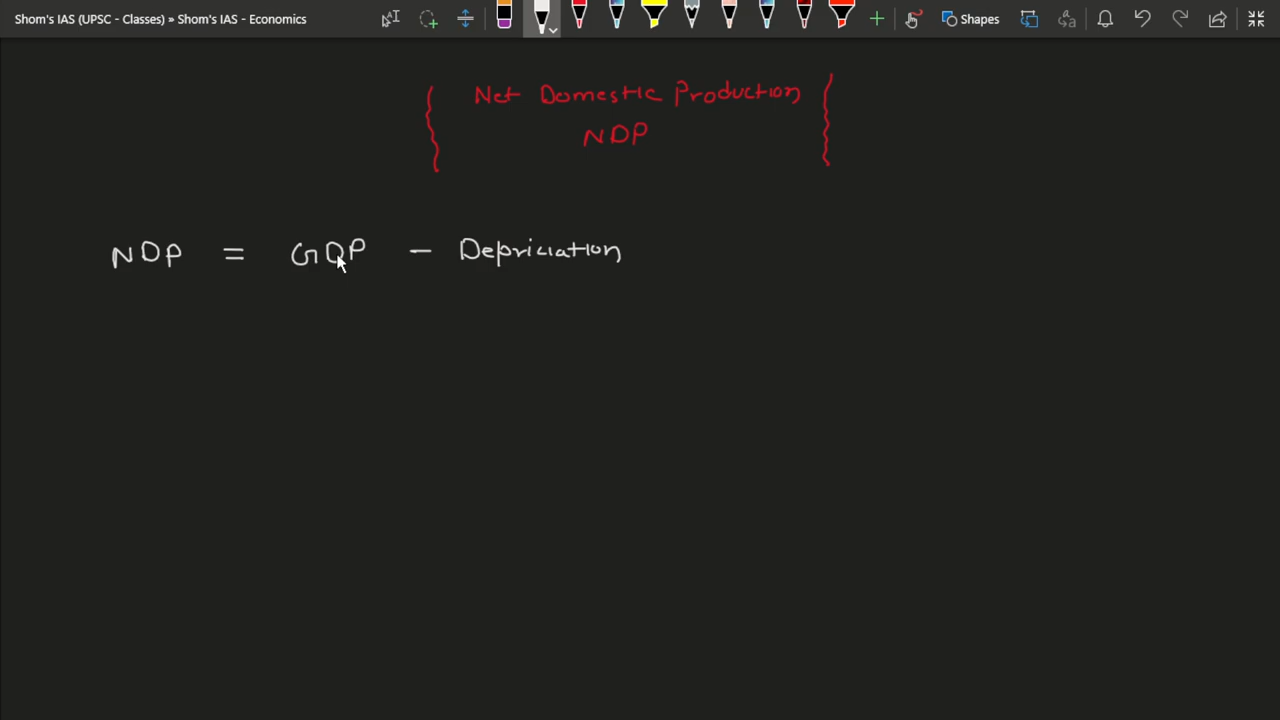 Shom's IAS (UPSC - Classes) » Shom's IAS - Economics
Shapes
Net Domestic Production
NDP
NDP = GDP - Depriciation